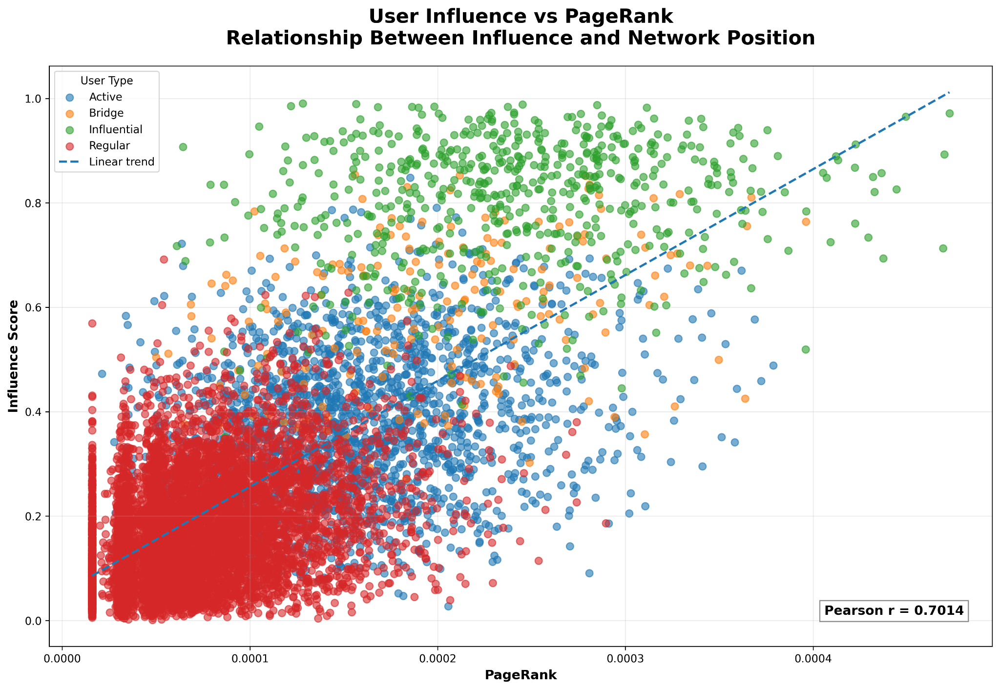 User Influence vs PageRank
Relationship Between Influence and Network Position
User Type
Active
Bridge
Influential
Regular
Linear trend
1.0
0.8
0.6
0.4
0.2
0.0
Influence Score
Pearson r = 0.7014
0.0000
0.0001
0.0002
0.0003
0.0004
PageRank